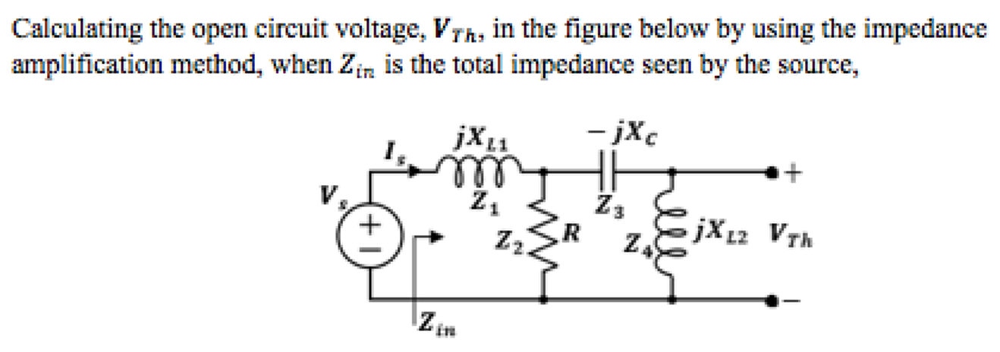 Calculating the open circuit voltage, V_Th, in the figure below by using the impedance
amplification method, when Z_in is the total impedance seen by the source,
jX_L1
− jX_C
I_s
+
V_s
Z_1
Z_3
+
−
Z_2
R
Z_4
jX_L2
V_Th
−
Z_in